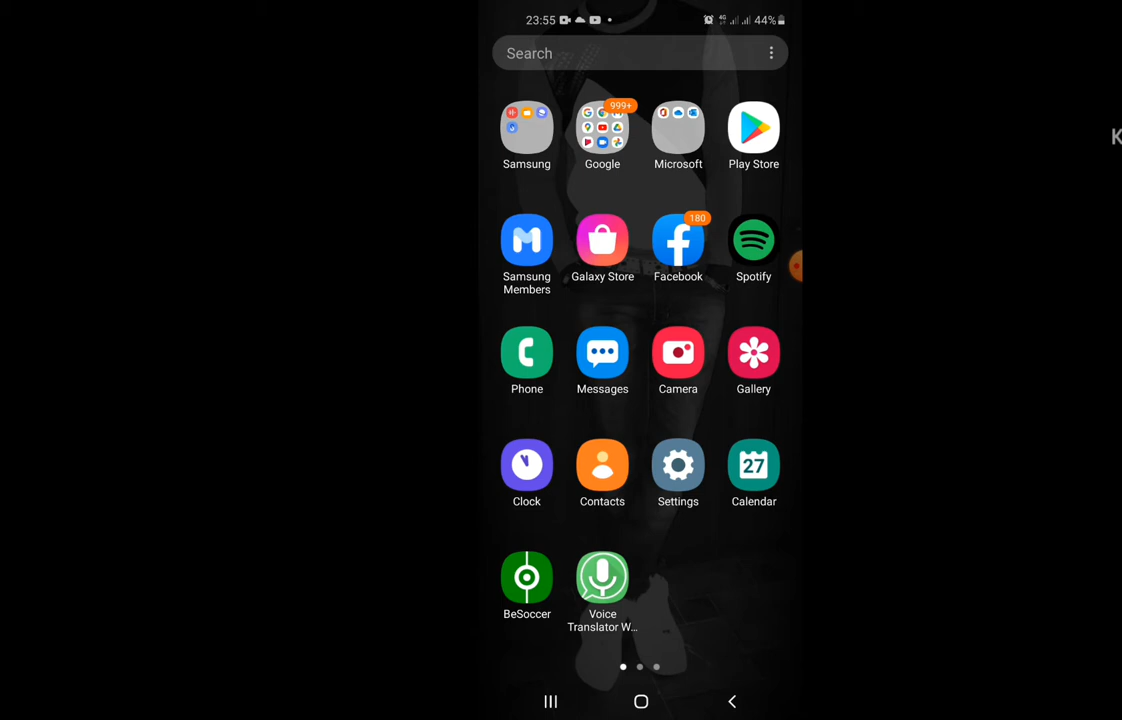 23:55 4G 44%
Search
999+
Samsung Google Microsoft Play Store
180
Samsung Members Galaxy Store Facebook Spotify
Phone Messages Camera Gallery
27
Clock Contacts Settings Calendar
BeSoccer Voice Translator W...
K